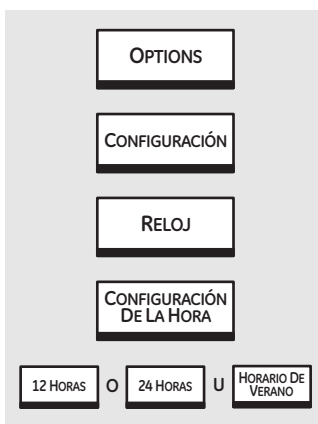 OPTIONS
CONFIGURACIÓN
RELOJ
CONFIGURACIÓN
DE LA HORA
12 HORAS O 24 HORAS U HORARIO DE
VERANO